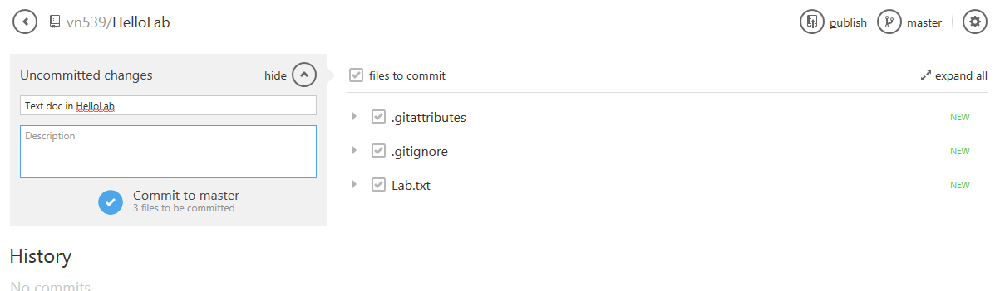 vn539/HelloLab
publish
master
Uncommitted changes
hide
Text doc in HelloLab
Description
Commit to master
3 files to be committed
files to commit
expand all
.gitattributes NEW
.gitignore NEW
Lab.txt NEW
History
No commits